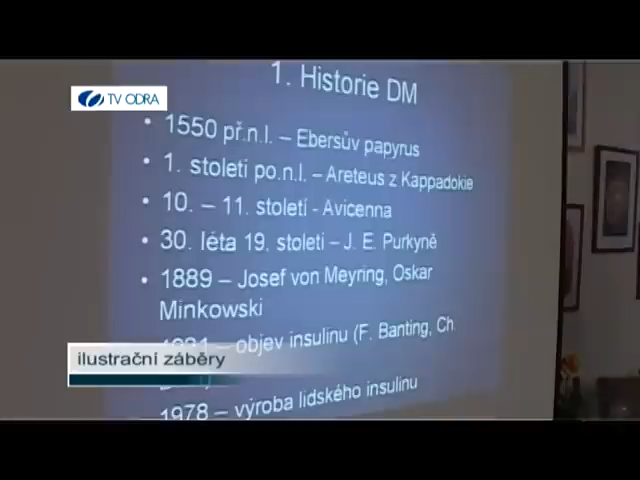 1. Historie DM
TV ODRA
• 1550 př.n.l. – Ebersův papyrus
• 1. století po.n.l. – Areteus z Kappadokie
• 10. – 11. století - Avicenna
• 30. léta 19. století – J. E. Purkyně
• 1889 – Josef von Meyring, Oskar
Minkowski
– objev insulinu (F. Banting, Ch
ilustrační záběry
1978 – výroba lidského insulinu